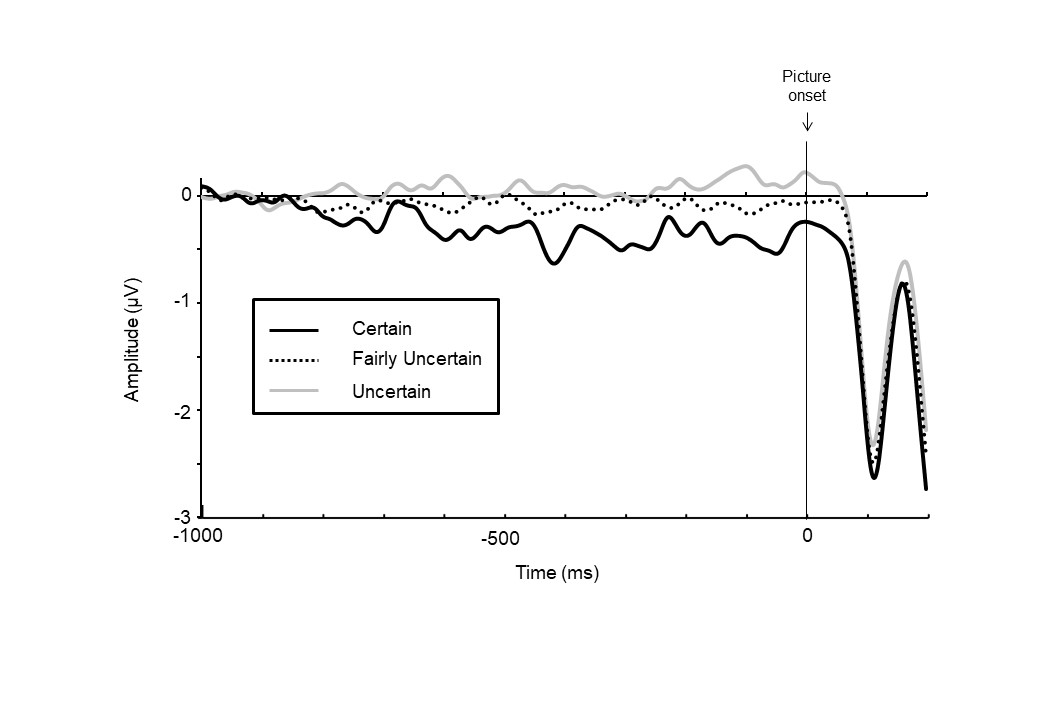 Picture
onset
0
-1
-2
-3
Amplitude (µV)
Certain
Fairly Uncertain
Uncertain
-1000
-500
0
Time (ms)